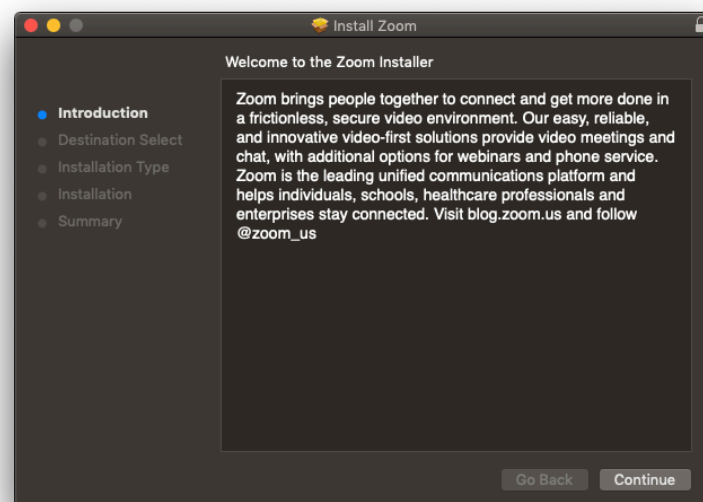 Install Zoom
Welcome to the Zoom Installer
Introduction
Destination Select
Installation Type
Installation
Summary
Zoom brings people together to connect and get more done in
a frictionless, secure video environment. Our easy, reliable,
and innovative video-first solutions provide video meetings and
chat, with additional options for webinars and phone service.
Zoom is the leading unified communications platform and
helps individuals, schools, healthcare professionals and
enterprises stay connected. Visit blog.zoom.us and follow
@zoom_us
Go Back
Continue